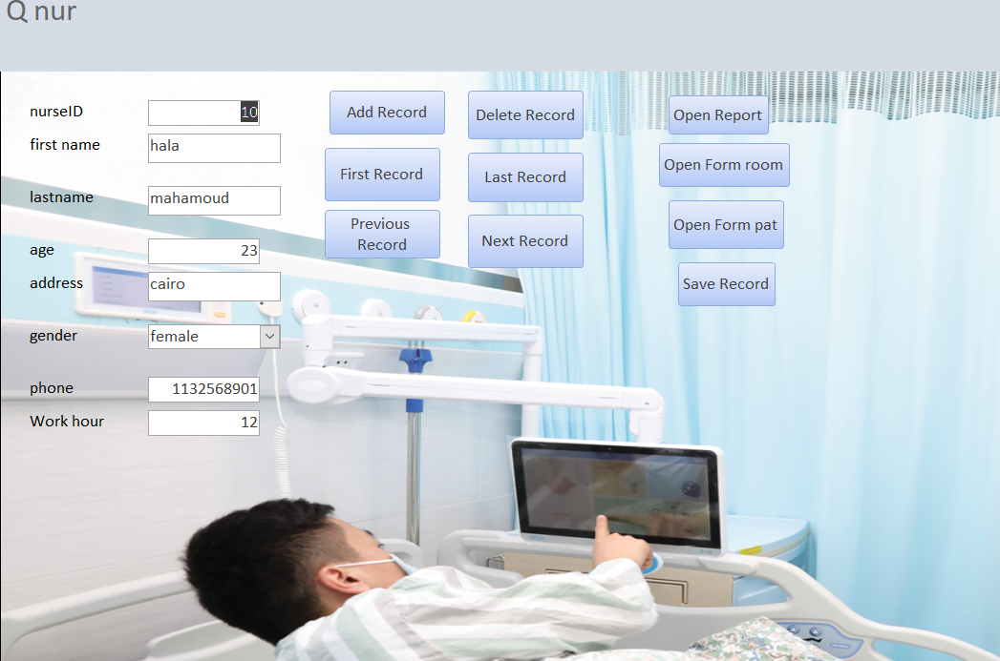 Q nur
nurseID 10
first name hala
lastname mahamoud
age 23
address cairo
gender female
phone 1132568901
Work hour 12
Add Record
Delete Record
First Record
Last Record
Previous
Record
Next Record
Open Report
Open Form room
Open Form pat
Save Record